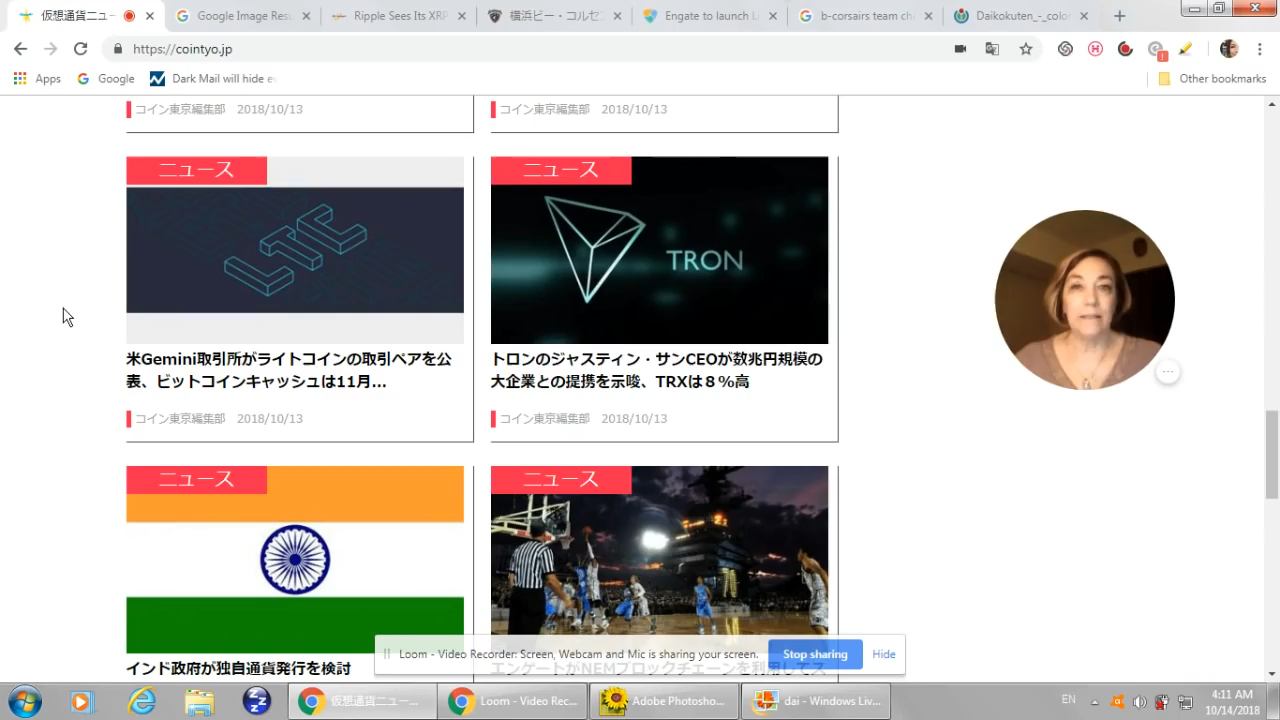 仮想通貨ニュース
Google Image Res
Ripple Sees Its XRP
横浜ビー・コルセ
Engate to launch L
b-corsairs team ch
Daikokuten_-_color
https://cointyo.jp
Apps
Google
Dark Mail will hide e
Other bookmarks
コイン東京編集部 2018/10/13
コイン東京編集部 2018/10/13
ニュース
ニュース
LTC
TRON
米Gemini取引所がライトコインの取引ペアを公
表、ビットコインキャッシュは11月...
トロンのジャスティン・サンCEOが数兆円規模の
大企業との提携を示唆、TRXは８％高
コイン東京編集部 2018/10/13
コイン東京編集部 2018/10/13
ニュース
ニュース
インド政府が独自通貨発行を検討
エンゲートがNEMブロックチェーンを利用してス
Loom - Video Recorder: Screen, Webcam and Mic is sharing your screen.
Stop sharing
Hide
仮想通貨ニュー...
Loom - Video Rec...
Adobe Photosho...
dai - Windows Liv...
EN
4:11 AM
10/14/2018